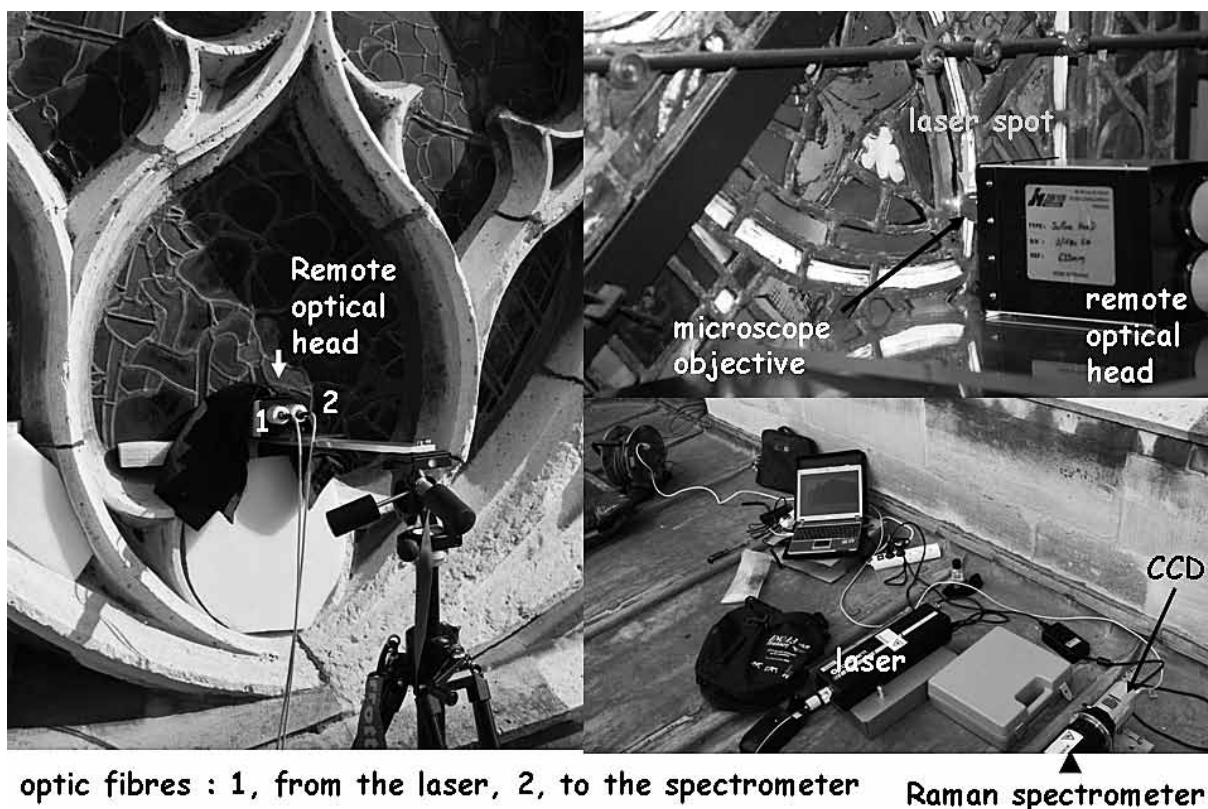 Remote
optical
head
1
2
laser spot
microscope
objective
remote
optical
head
CCD
laser
optic fibres : 1, from the laser, 2, to the spectrometer
Raman spectrometer